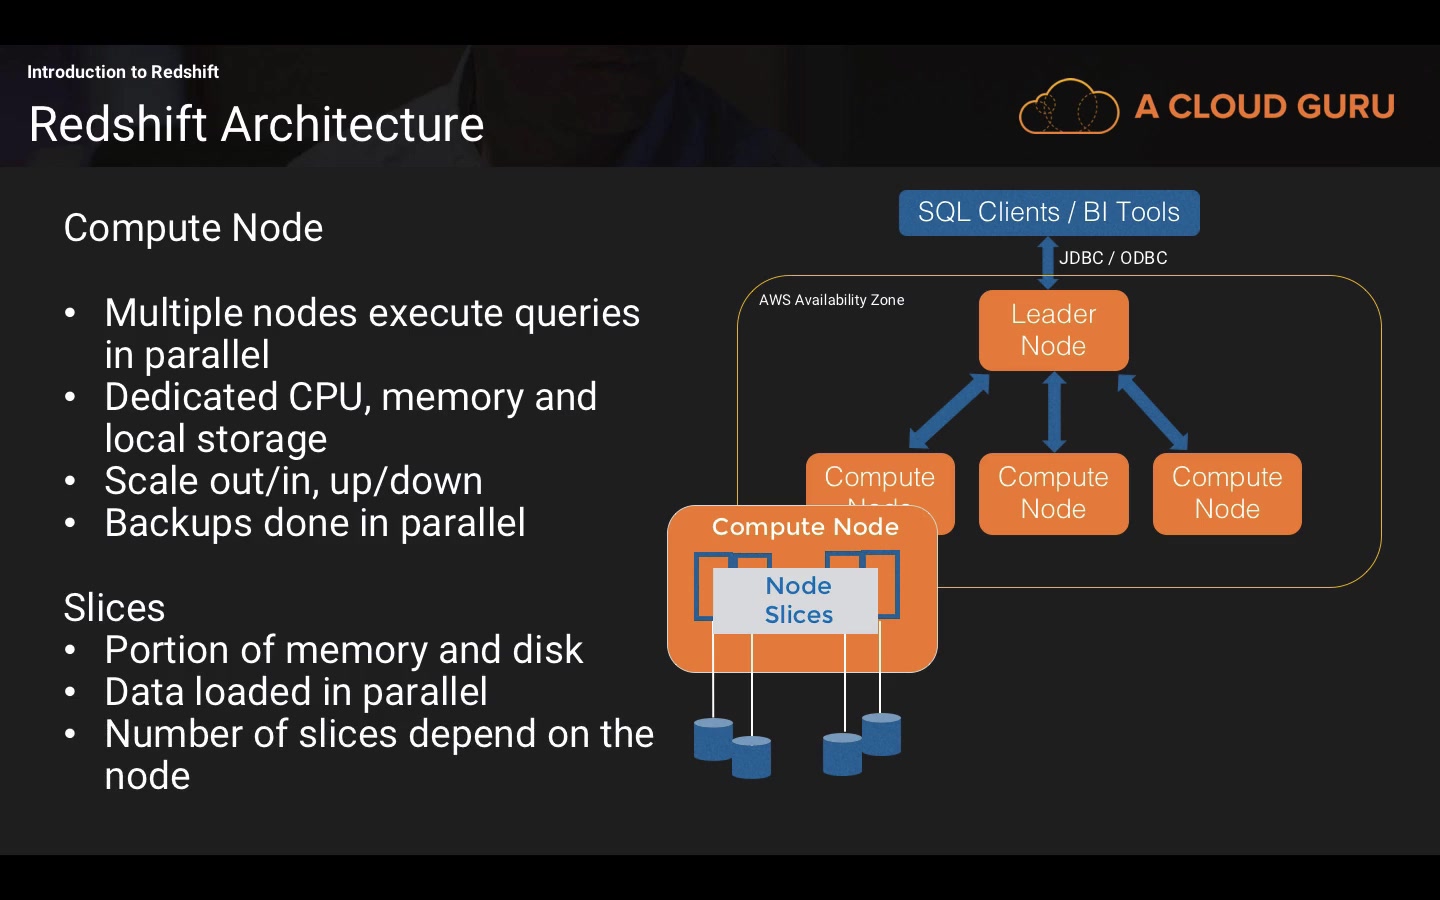 Introduction to Redshift
Redshift Architecture
A CLOUD GURU
Compute Node
• Multiple nodes execute queries
in parallel
• Dedicated CPU, memory and
local storage
• Scale out/in, up/down
• Backups done in parallel
Slices
• Portion of memory and disk
• Data loaded in parallel
• Number of slices depend on the
node
SQL Clients / BI Tools
JDBC / ODBC
AWS Availability Zone
Leader
Node
Compute
Node
Compute
Node
Compute
Node
Compute Node
Node
Slices